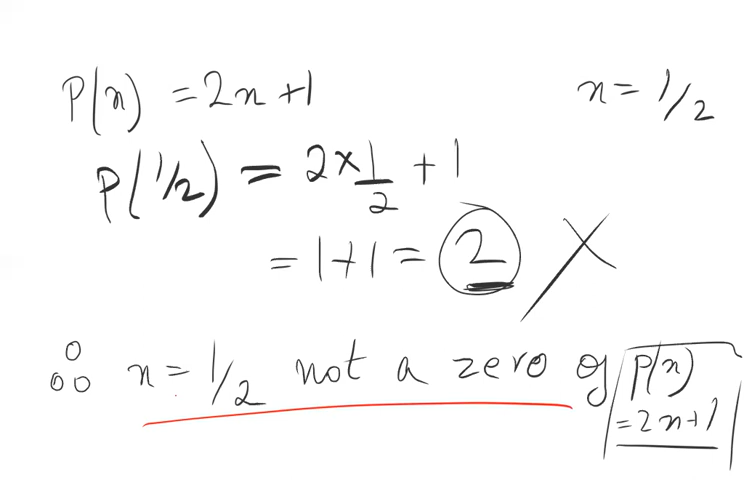 P(x) = 2x + 1 x = 1/2
P(1/2) = 2 × 1/2 + 1
= 1 + 1 = 2 ×
∴ x = 1/2 not a zero of P(x)
= 2x + 1